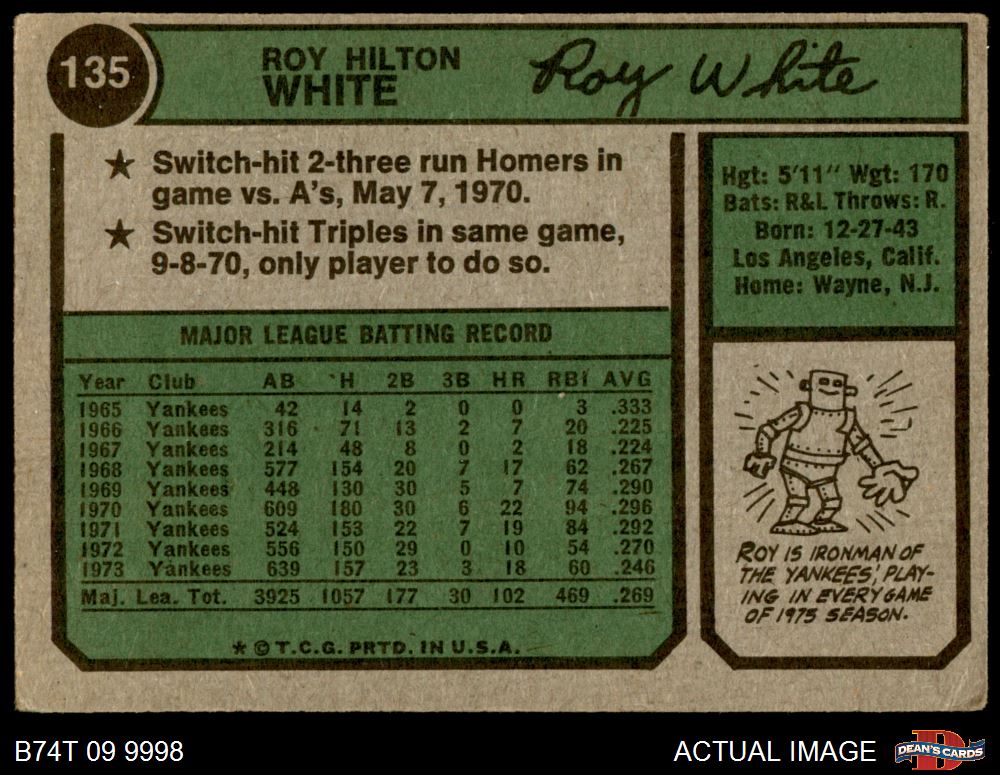 135
ROY HILTON
WHITE
Roy White
★ Switch-hit 2-three run Homers in
game vs. A's, May 7, 1970.
★ Switch-hit Triples in same game,
9-8-70, only player to do so.
Hgt: 5'11" Wgt: 170
Bats: R&L Throws: R.
Born: 12-27-43
Los Angeles, Calif.
Home: Wayne, N.J.
MAJOR LEAGUE BATTING RECORD
Year Club AB H 2B 3B HR RBI AVG
1965 Yankees 42 14 2 0 0 3 .333
1966 Yankees 316 71 13 2 7 20 .225
1967 Yankees 214 48 8 0 2 18 .224
1968 Yankees 577 154 20 7 17 62 .267
1969 Yankees 448 130 30 5 7 74 .290
1970 Yankees 609 180 30 6 22 94 .296
1971 Yankees 524 153 22 7 19 84 .292
1972 Yankees 556 150 29 0 10 54 .270
1973 Yankees 639 157 23 3 18 60 .246
Maj. Lea. Tot. 3925 1057 177 30 102 469 .269
* © T.C.G. PRTD. IN U.S.A.
ROY IS IRONMAN OF
THE YANKEES, PLAY-
ING IN EVERY GAME
OF 1973 SEASON.
B74T 09 9998
ACTUAL IMAGE
DEAN'S CARDS